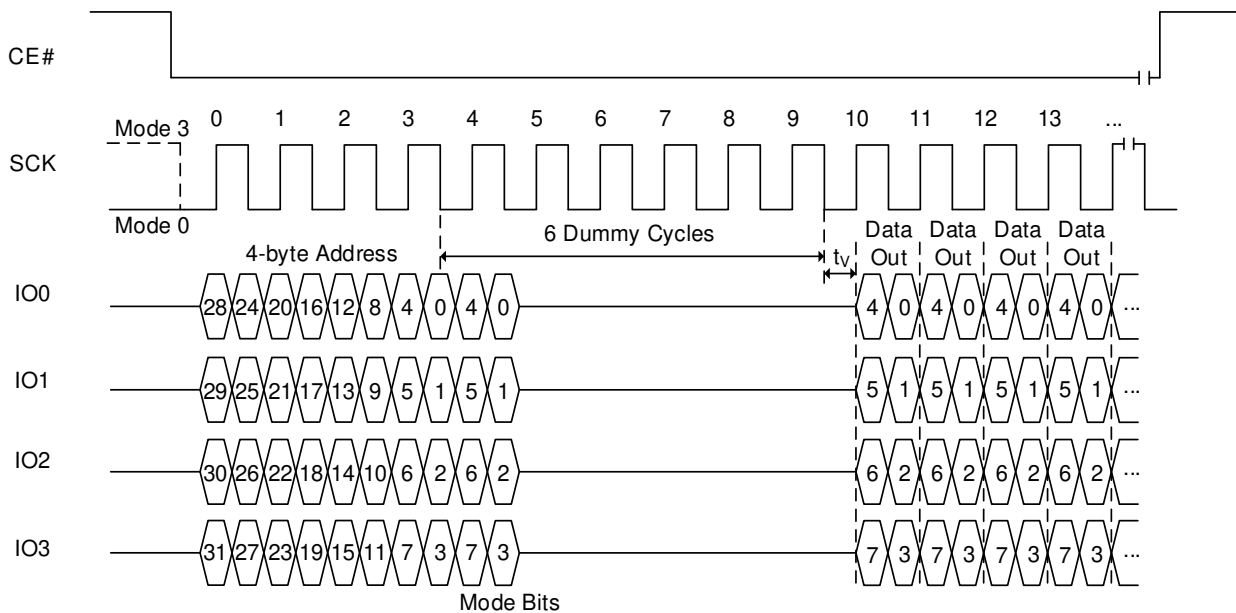 CE#
Mode 3 0 1 2 3 4 5 6 7 8 9 10 11 12 13 ...
SCK
Mode 0
6 Dummy Cycles
Data Data Data Data
4-byte Address tV Out Out Out Out
IO0 28 24 20 16 12 8 4 0 4 0 4 0 4 0 4 0 4 0 ...
IO1 29 25 21 17 13 9 5 1 5 1 5 1 5 1 5 1 5 1 ...
IO2 30 26 22 18 14 10 6 2 6 2 6 2 6 2 6 2 6 2 ...
IO3 31 27 23 19 15 11 7 3 7 3 7 3 7 3 7 3 7 3 ...
Mode Bits